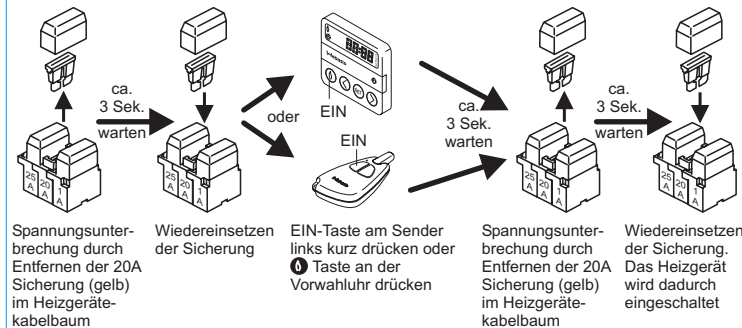 ca.
3 Sek.
warten
oder
EIN
EIN
ca.
3 Sek.
warten
ca.
3 Sek.
warten
25 A
20 A
1 A
25 A
20 A
1 A
25 A
20 A
1 A
25 A
20 A
1 A
88:88
Webasto
Spannungsunter-
brechung durch
Entfernen der 20A
Sicherung (gelb)
im Heizgeräte-
kabelbaum
Wiedereinsetzen
der Sicherung
EIN-Taste am Sender
links kurz drücken oder
Taste an der
Vorwahluhr drücken
Spannungsunter-
brechung durch
Entfernen der 20A
Sicherung (gelb)
im Heizgeräte-
kabelbaum
Wiedereinsetzen
der Sicherung.
Das Heizgerät
wird dadurch
eingeschaltet